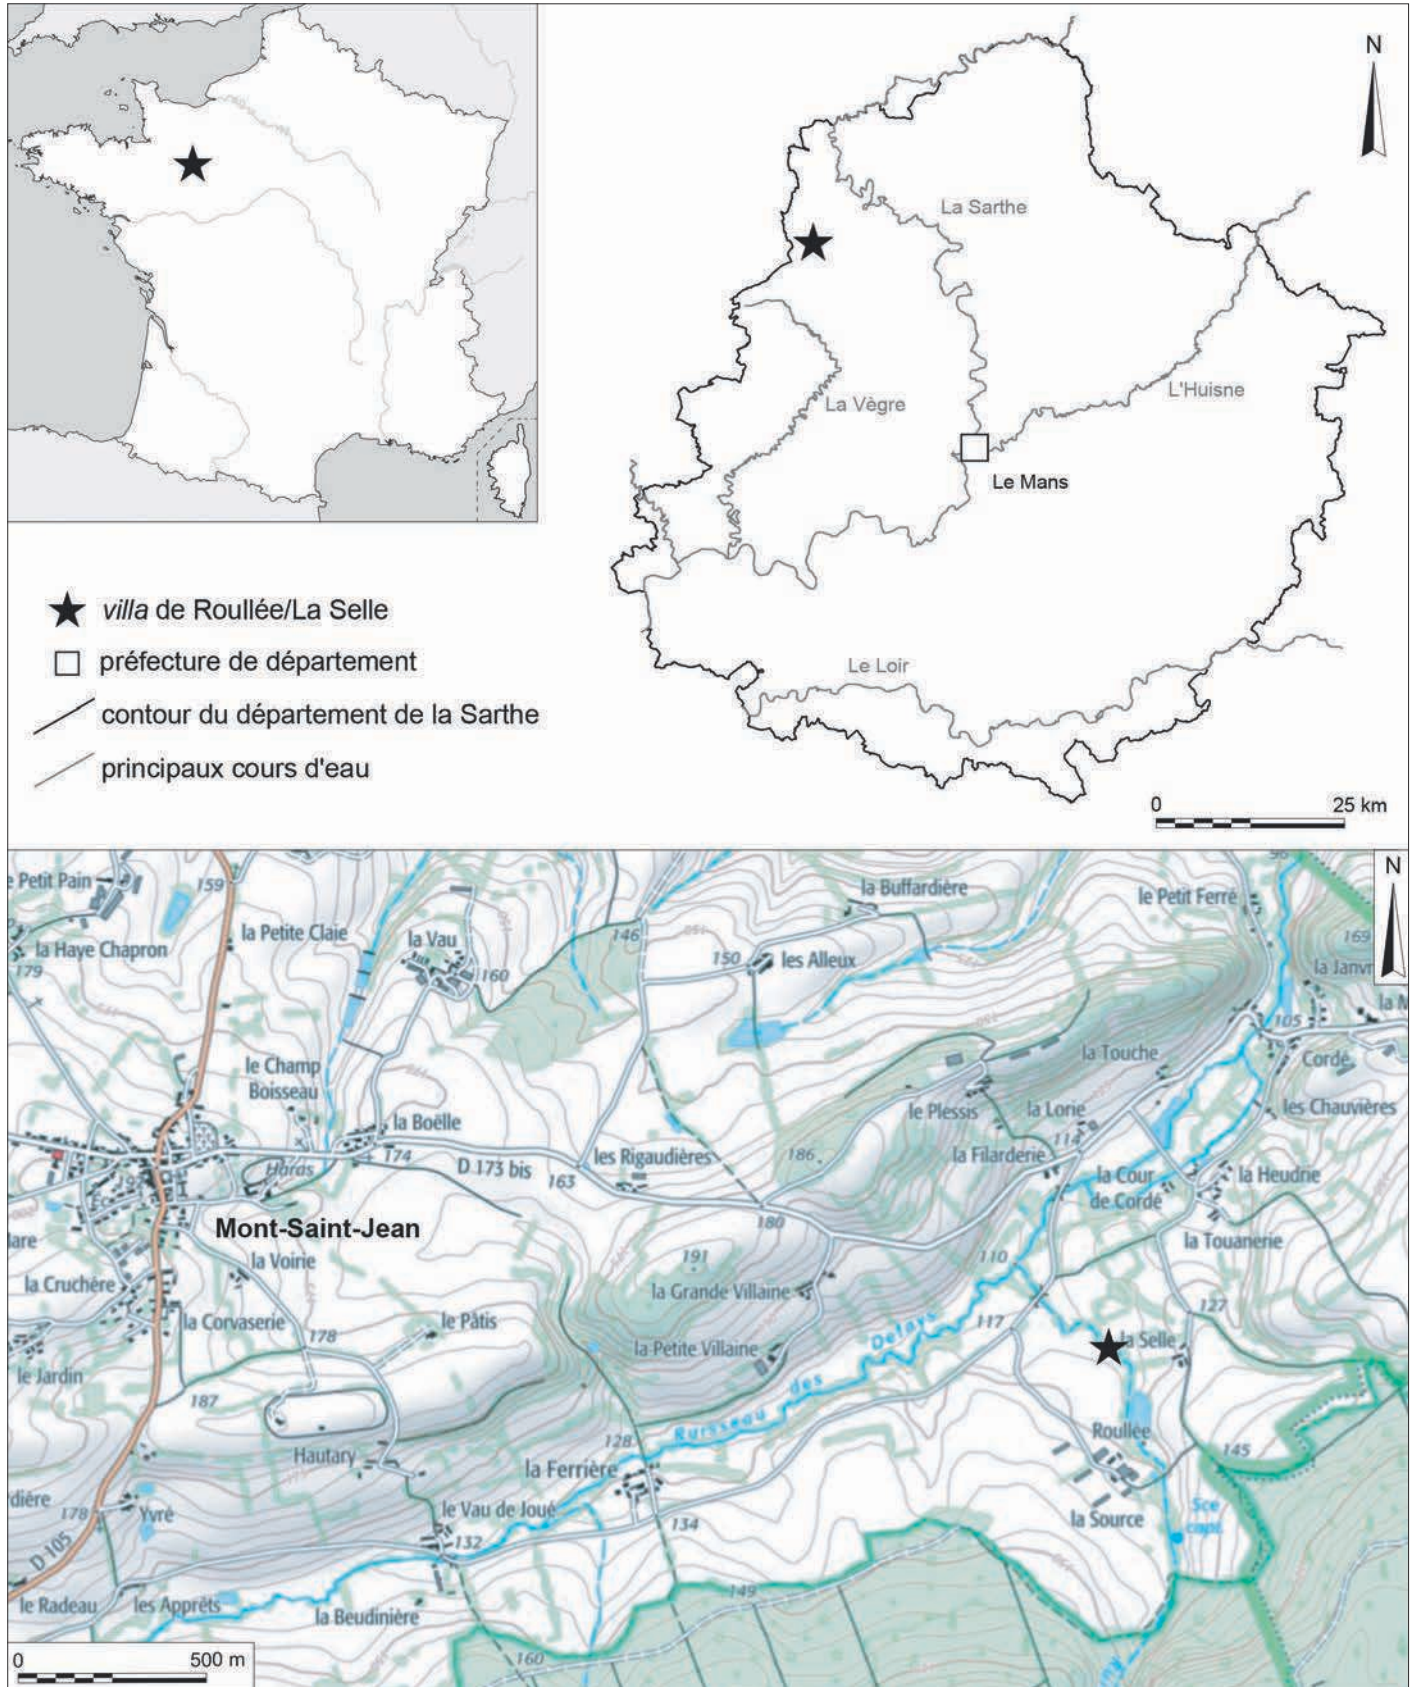 N
La Sarthe
La Vègre
L'Huisne
Le Mans
Le Loir
0 25 km
villa de Roullée/La Selle
préfecture de département
contour du département de la Sarthe
principaux cours d'eau
N
e Petit Pain
159
la Petite Claie
la Haye Chapron
179
la Vau
160
146
150
les Alleux
la Buffardière
le Petit Ferré
96
169
la Janvr
la M
105
Cordé
les Chauvières
la Touche
la Lorie
le Plessis
114
la Filarderie
186
le Champ
Boisseau
la Boëlle
174
Haras
D 173 bis
163
les Rigaudières
180
la Cour
de Cordé
la Heudrie
la Touanerie
Mont-Saint-Jean
la Voirie
191
la Grande Villaine
110
127
117
la Selle
la Cruchère
la Corvaserie
178
le Pâtis
la Petite Villaine
Ruisseau des Delays
le Jardin
187
Hautary
128
la Ferrière
Roullée
145
la Source
Sce
capt.
dière
178
Yvré
le Vau de Joué
132
134
D 105
le Radeau
les Apprêts
la Beudinière
149
160
0 500 m